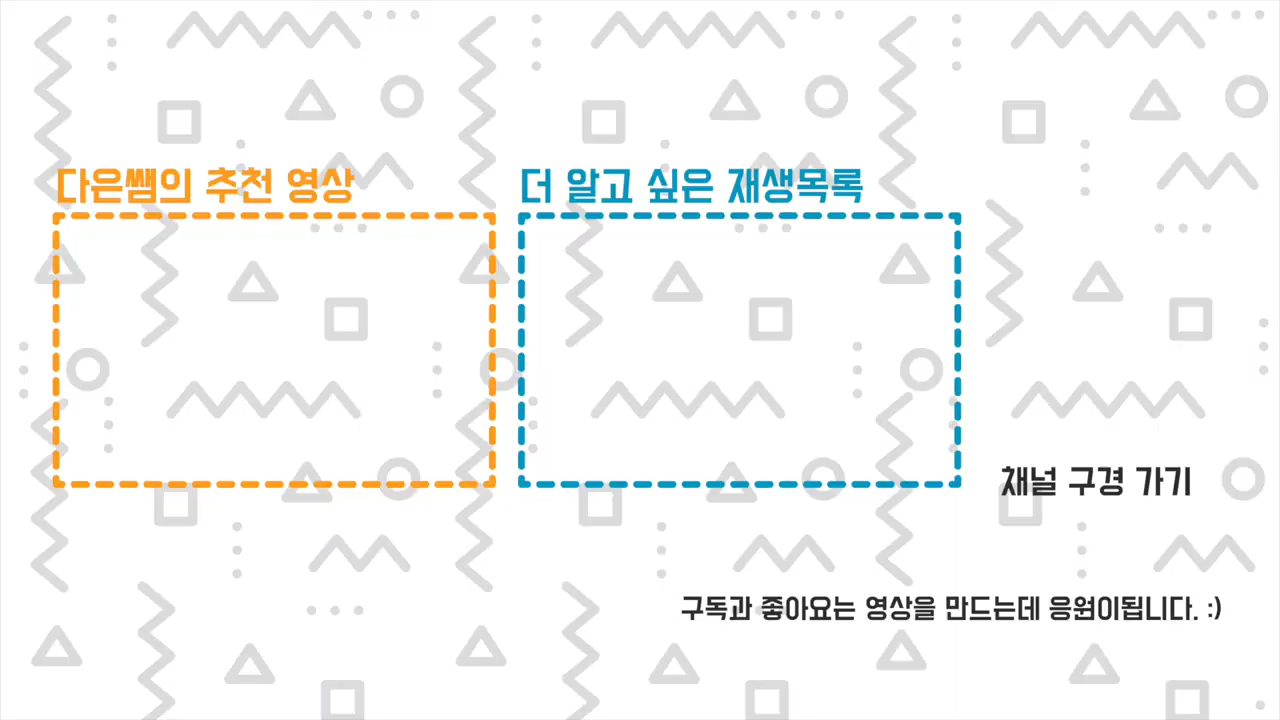 다은쌤의 추천 영상
더 알고 싶은 재생목록
채널 구경 가기
구독과 좋아요는 영상을 만드는데 응원이됩니다. :)